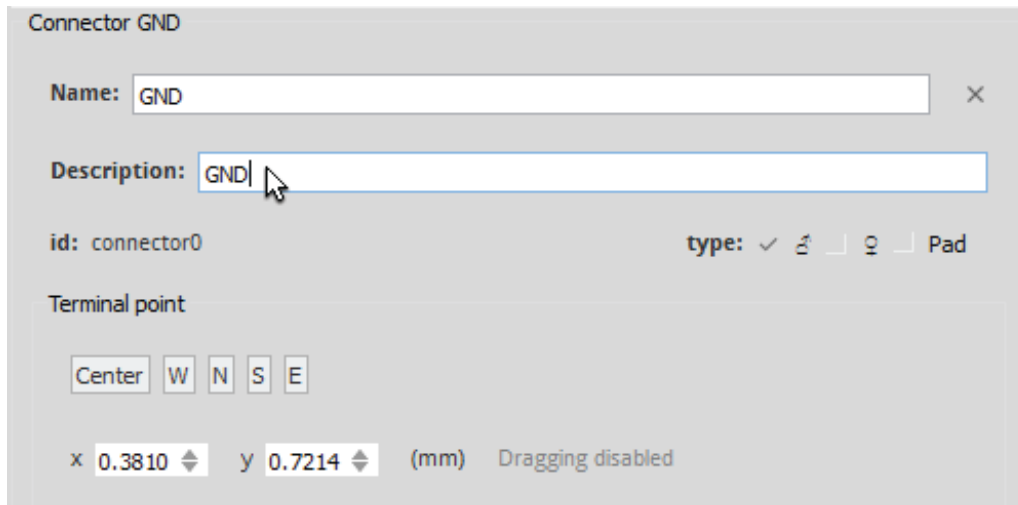 Connector GND
Name: GND ×
Description: GND
id: connector0 type: ✓ ♂ ♀ Pad
Terminal point
Center W N S E
x 0.3810 y 0.7214 (mm) Dragging disabled